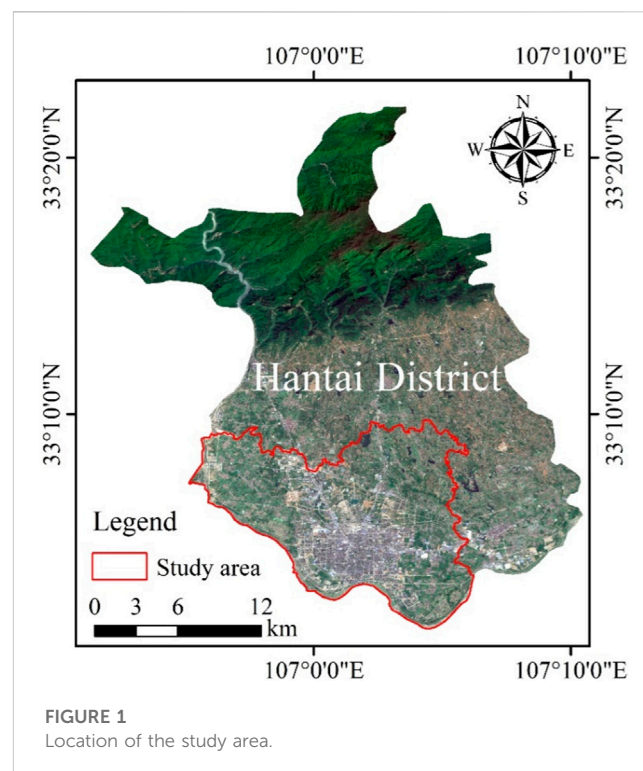 107°0'0"E 107°10'0"E
N
W E
S
33°20'0"N 33°20'0"N
Hantai District
33°10'0"N 33°10'0"N
Legend
Study area
0 3 6 12
km
107°0'0"E 107°10'0"E
FIGURE 1
Location of the study area.